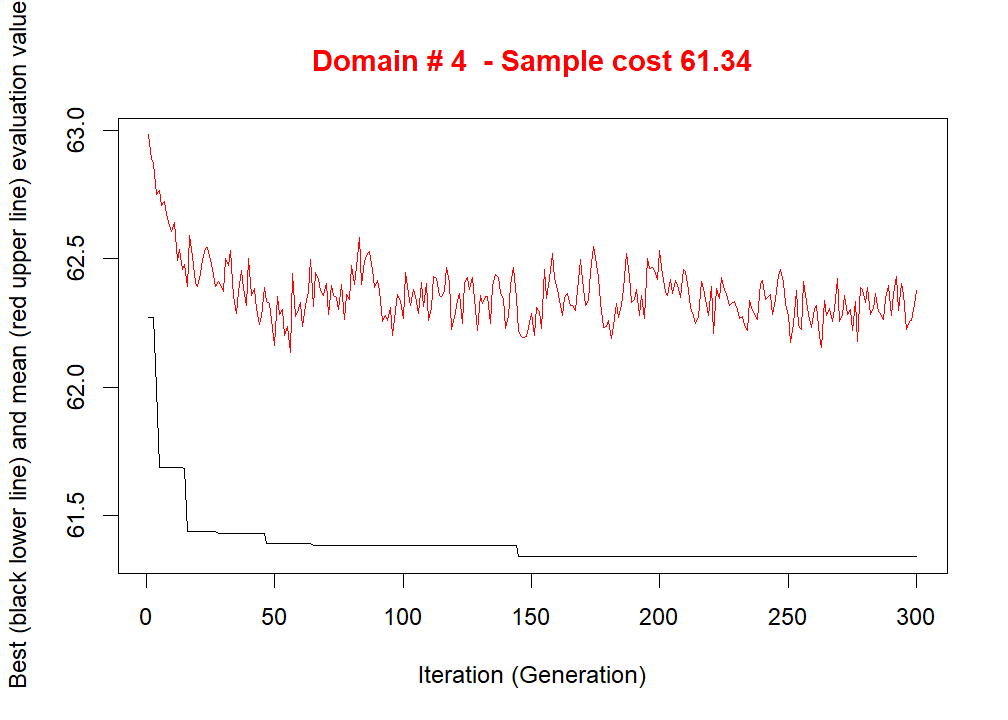 Domain # 4  - Sample cost 61.34
Best (black lower line) and mean (red upper line) evaluation value
63.0
62.5
62.0
61.5
0 50 100 150 200 250 300
Iteration (Generation)